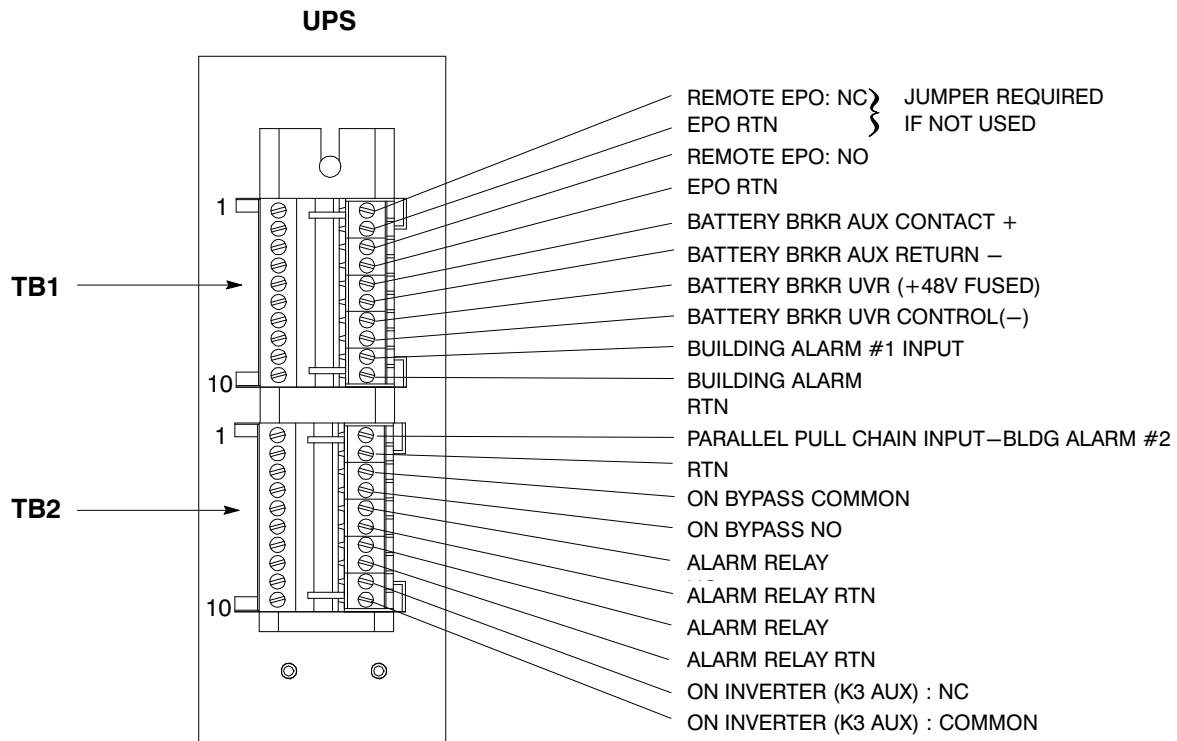 UPS
REMOTE EPO: NC
EPO RTN
JUMPER REQUIRED
IF NOT USED
REMOTE EPO: NO
EPO RTN
BATTERY BRKR AUX CONTACT +
BATTERY BRKR AUX RETURN –
BATTERY BRKR UVR (+48V FUSED)
BATTERY BRKR UVR CONTROL(–)
BUILDING ALARM #1 INPUT
BUILDING ALARM
RTN
1
TB1
10
1
PARALLEL PULL CHAIN INPUT–BLDG ALARM #2
RTN
ON BYPASS COMMON
ON BYPASS NO
ALARM RELAY
ALARM RELAY RTN
ALARM RELAY
ALARM RELAY RTN
ON INVERTER (K3 AUX) : NC
ON INVERTER (K3 AUX) : COMMON
TB2
10